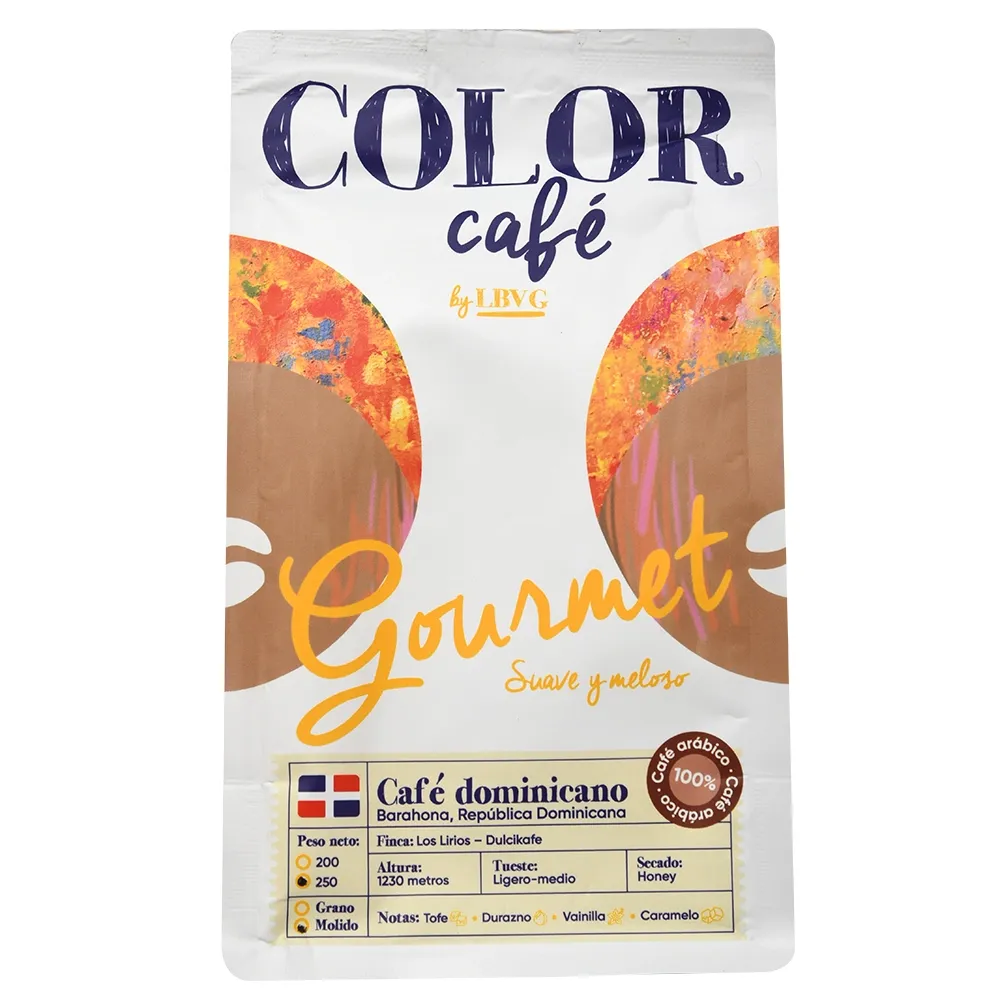 COLOR
café
by LBVG
Gourmet
Suave y meloso
Café arábico · Café arábico ·
100%
Café dominicano
Barahona, República Dominicana
Peso neto:
200
250
Grano
Molido
Finca: Los Lirios – Dulcikafe
Altura:
1230 metros
Tueste:
Ligero-medio
Secado:
Honey
Notas: Tofe • Durazno • Vainilla • Caramelo